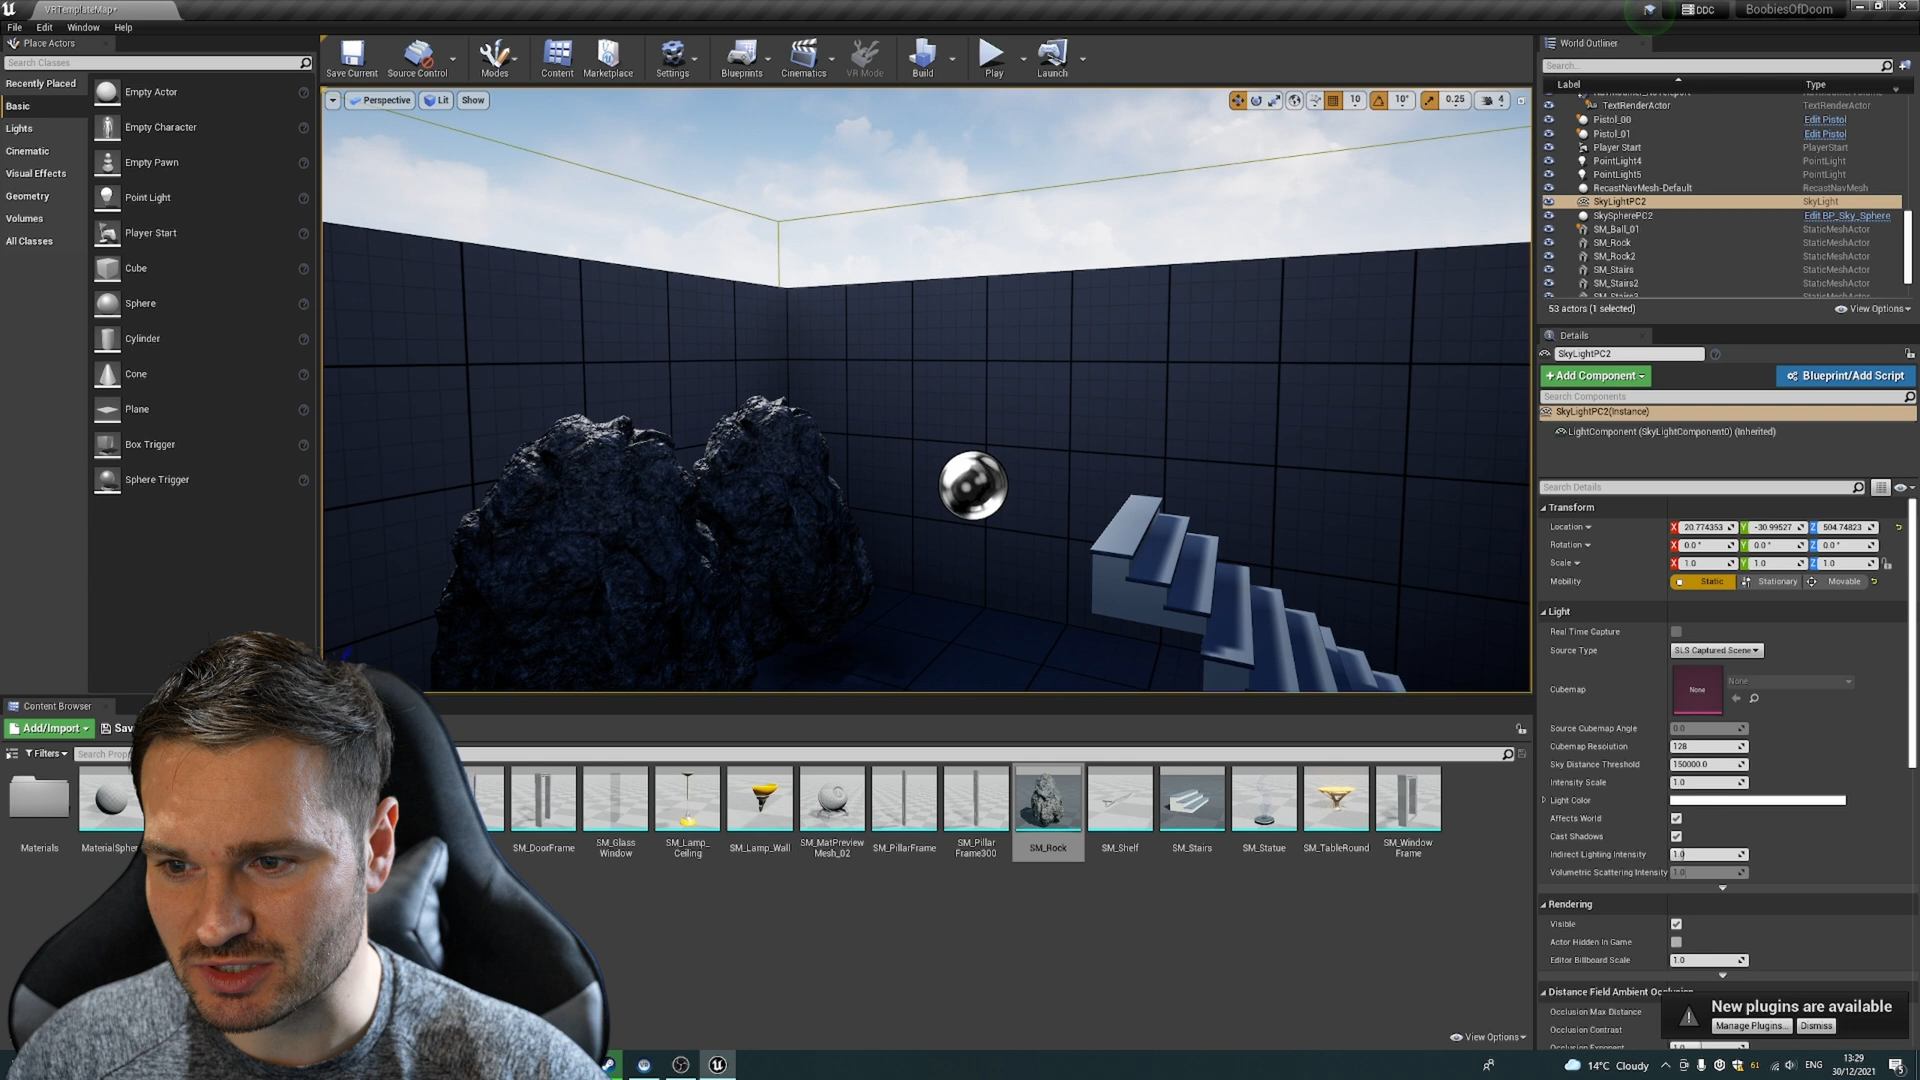 VRTemplateMap*
DDC
BoobiesOfDoom
File Edit Window Help
Place Actors
Search Classes
Recently Placed
Basic
Lights
Cinematic
Visual Effects
Geometry
Volumes
All Classes
Empty Actor
Empty Character
Empty Pawn
Point Light
Player Start
Cube
Sphere
Cylinder
Cone
Plane
Box Trigger
Sphere Trigger
Save Current
Source Control
Modes
Content
Marketplace
Settings
Blueprints
Cinematics
VR Mode
Build
Play
Launch
Perspective Lit Show
10 10° 0.25 4
World Outliner
Search...
Label Type
TextRenderActor TextRenderActor
Pistol_00 Edit Pistol
Pistol_01 Edit Pistol
Player Start PlayerStart
PointLight4 PointLight
PointLight5 PointLight
RecastNavMesh-Default RecastNavMesh
SkyLightPC2 SkyLight
SkySpherePC2 Edit BP_Sky_Sphere
SM_Ball_01 StaticMeshActor
SM_Rock StaticMeshActor
SM_Rock2 StaticMeshActor
SM_Stairs StaticMeshActor
SM_Stairs2 StaticMeshActor
53 actors (1 selected)
View Options
Details
SkyLightPC2
+Add Component
Blueprint/Add Script
Search Components
SkyLightPC2(Instance)
LightComponent (SkyLightComponent0) (Inherited)
Search Details
Transform
Location X 20.774353 Y -30.99527 Z 504.74823
Rotation X 0.0° Y 0.0° Z 0.0°
Scale X 1.0 Y 1.0 Z 1.0
Mobility Static Stationary Movable
Light
Real Time Capture
Source Type SLS Captured Scene
Cubemap None None
Source Cubemap Angle 0.0
Cubemap Resolution 128
Sky Distance Threshold 150000.0
Intensity Scale 1.0
Light Color
Affects World
Cast Shadows
Indirect Lighting Intensity 1.0
Volumetric Scattering Intensity 1.0
Rendering
Visible
Actor Hidden In Game
Editor Billboard Scale 1.0
Distance Field Ambient Occlusion
Occlusion Max Distance
Occlusion Contrast
Occlusion Exponent 1.0
New plugins are available
Manage Plugins... Dismiss
Content Browser
Add/Import
Filters
Materials
SM_DoorFrame
SM_Glass
Window
SM_Lamp_
Ceiling
SM_Lamp_Wall
SM_MatPreview
Mesh_02
SM_PillarFrame
SM_Pillar
Frame300
SM_Rock
SM_Shelf
SM_Stairs
SM_Statue
SM_TableRound
SM_Window
Frame
View Options
14°C Cloudy
61
ENG
13:29
30/12/2021